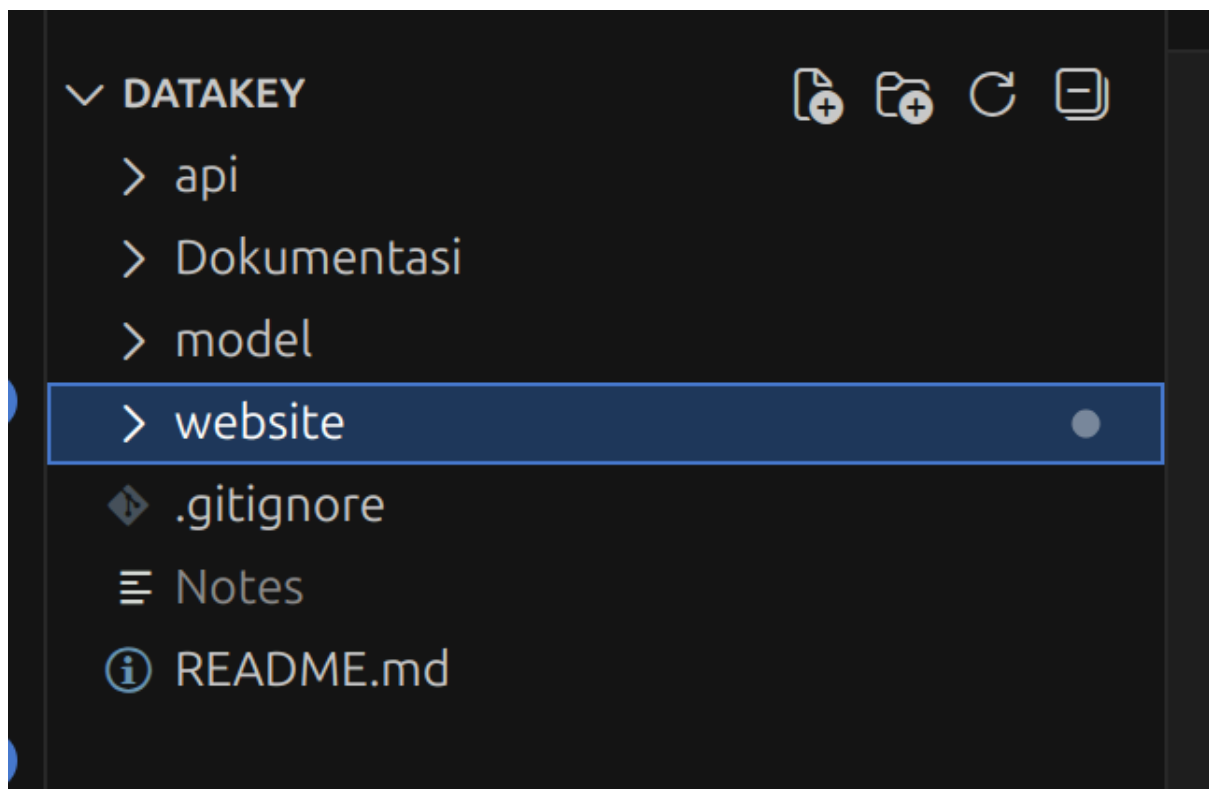 DATAKEY
api
Dokumentasi
model
website
.gitignore
Notes
README.md